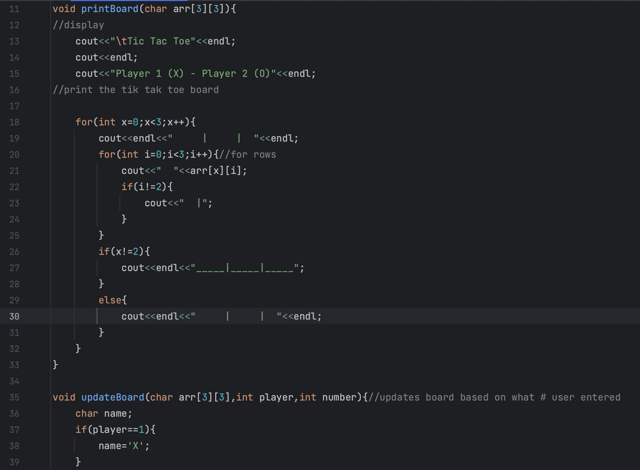 11 void printBoard(char arr[3][3]){
12 //display
13     cout<<"\tTic Tac Toe"<<endl;
14     cout<<endl;
15     cout<<"Player 1 (X) - Player 2 (O)"<<endl;
16 //print the tik tak toe board
17
18     for(int x=0;x<3;x++){
19         cout<<endl<<"     |     |  "<<endl;
20         for(int i=0;i<3;i++){//for rows
21             cout<<"  "<<arr[x][i];
22             if(i!=2){
23                 cout<<"  |";
24             }
25         }
26         if(x!=2){
27             cout<<endl<<"_____|_____|_____";
28         }
29         else{
30             cout<<endl<<"     |     |  "<<endl;
31         }
32     }
33 }
34
35 void updateBoard(char arr[3][3],int player,int number){//updates board based on what # user entered
36     char name;
37     if(player==1){
38         name='X';
39     }